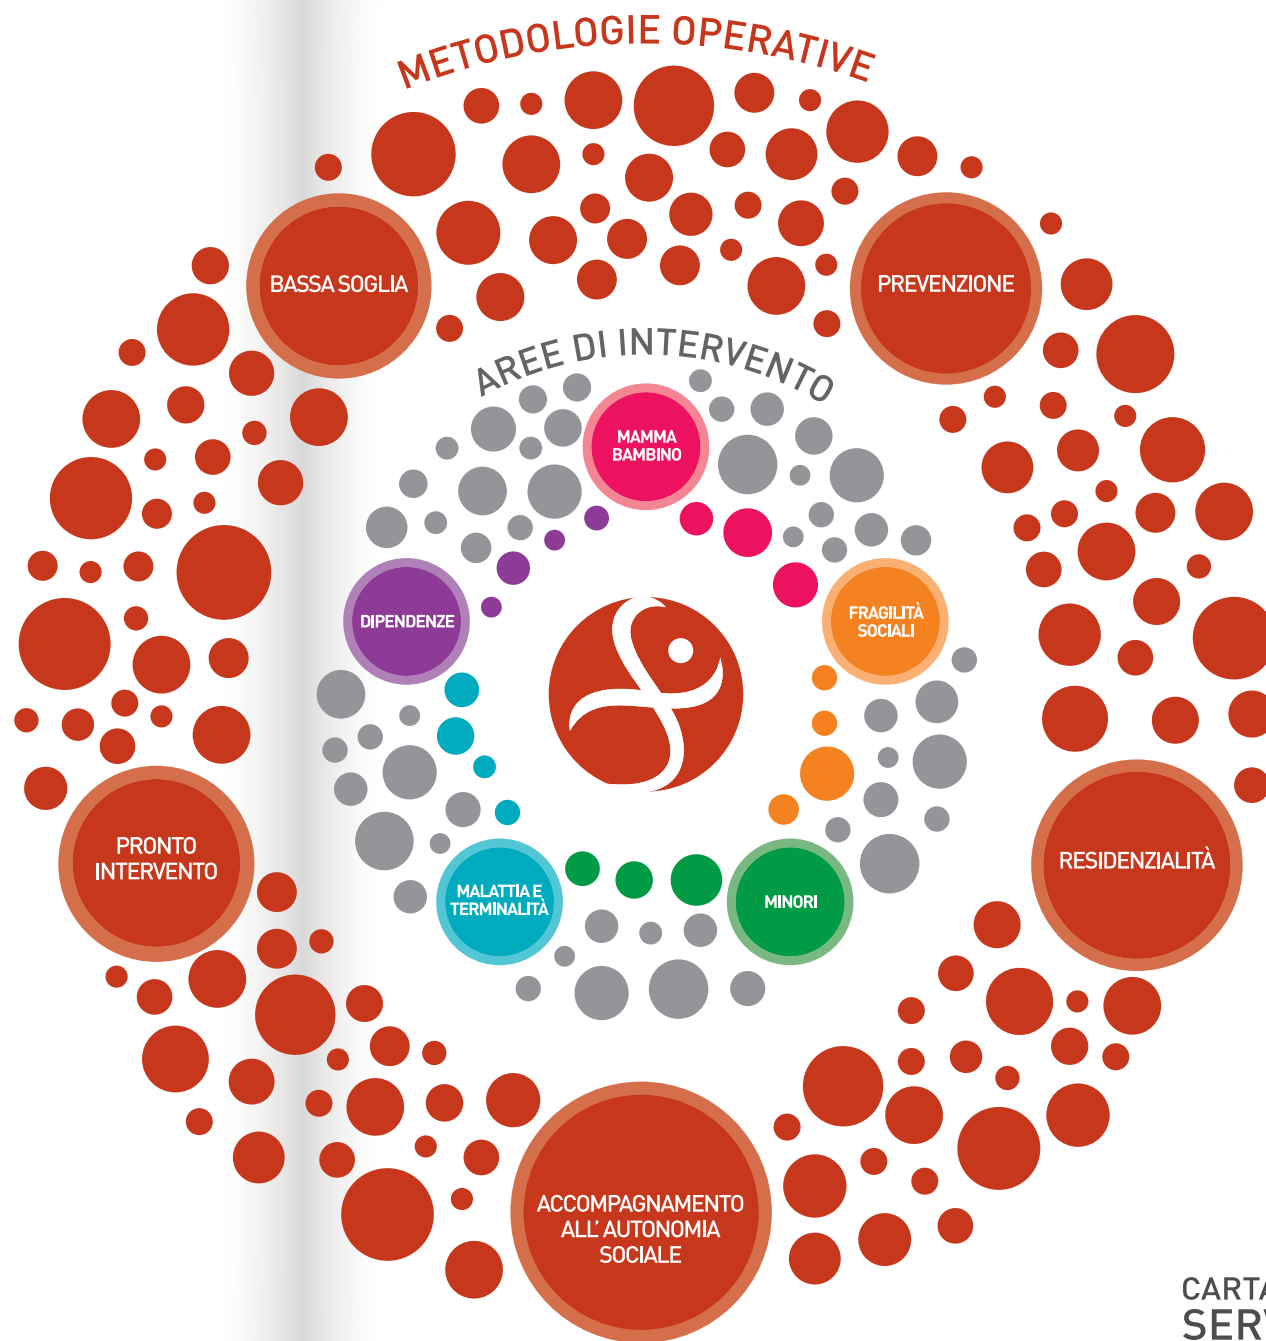 METODOLOGIE OPERATIVE
BASSA SOGLIA
PREVENZIONE
AREE DI INTERVENTO
MAMMA
BAMBINO
DIPENDENZE
FRAGILITÀ
SOCIALI
PRONTO
INTERVENTO
RESIDENZIALITÀ
MALATTIA E
TERMINALITÀ
MINORI
ACCOMPAGNAMENTO
ALL' AUTONOMIA
SOCIALE
CARTA
SERV